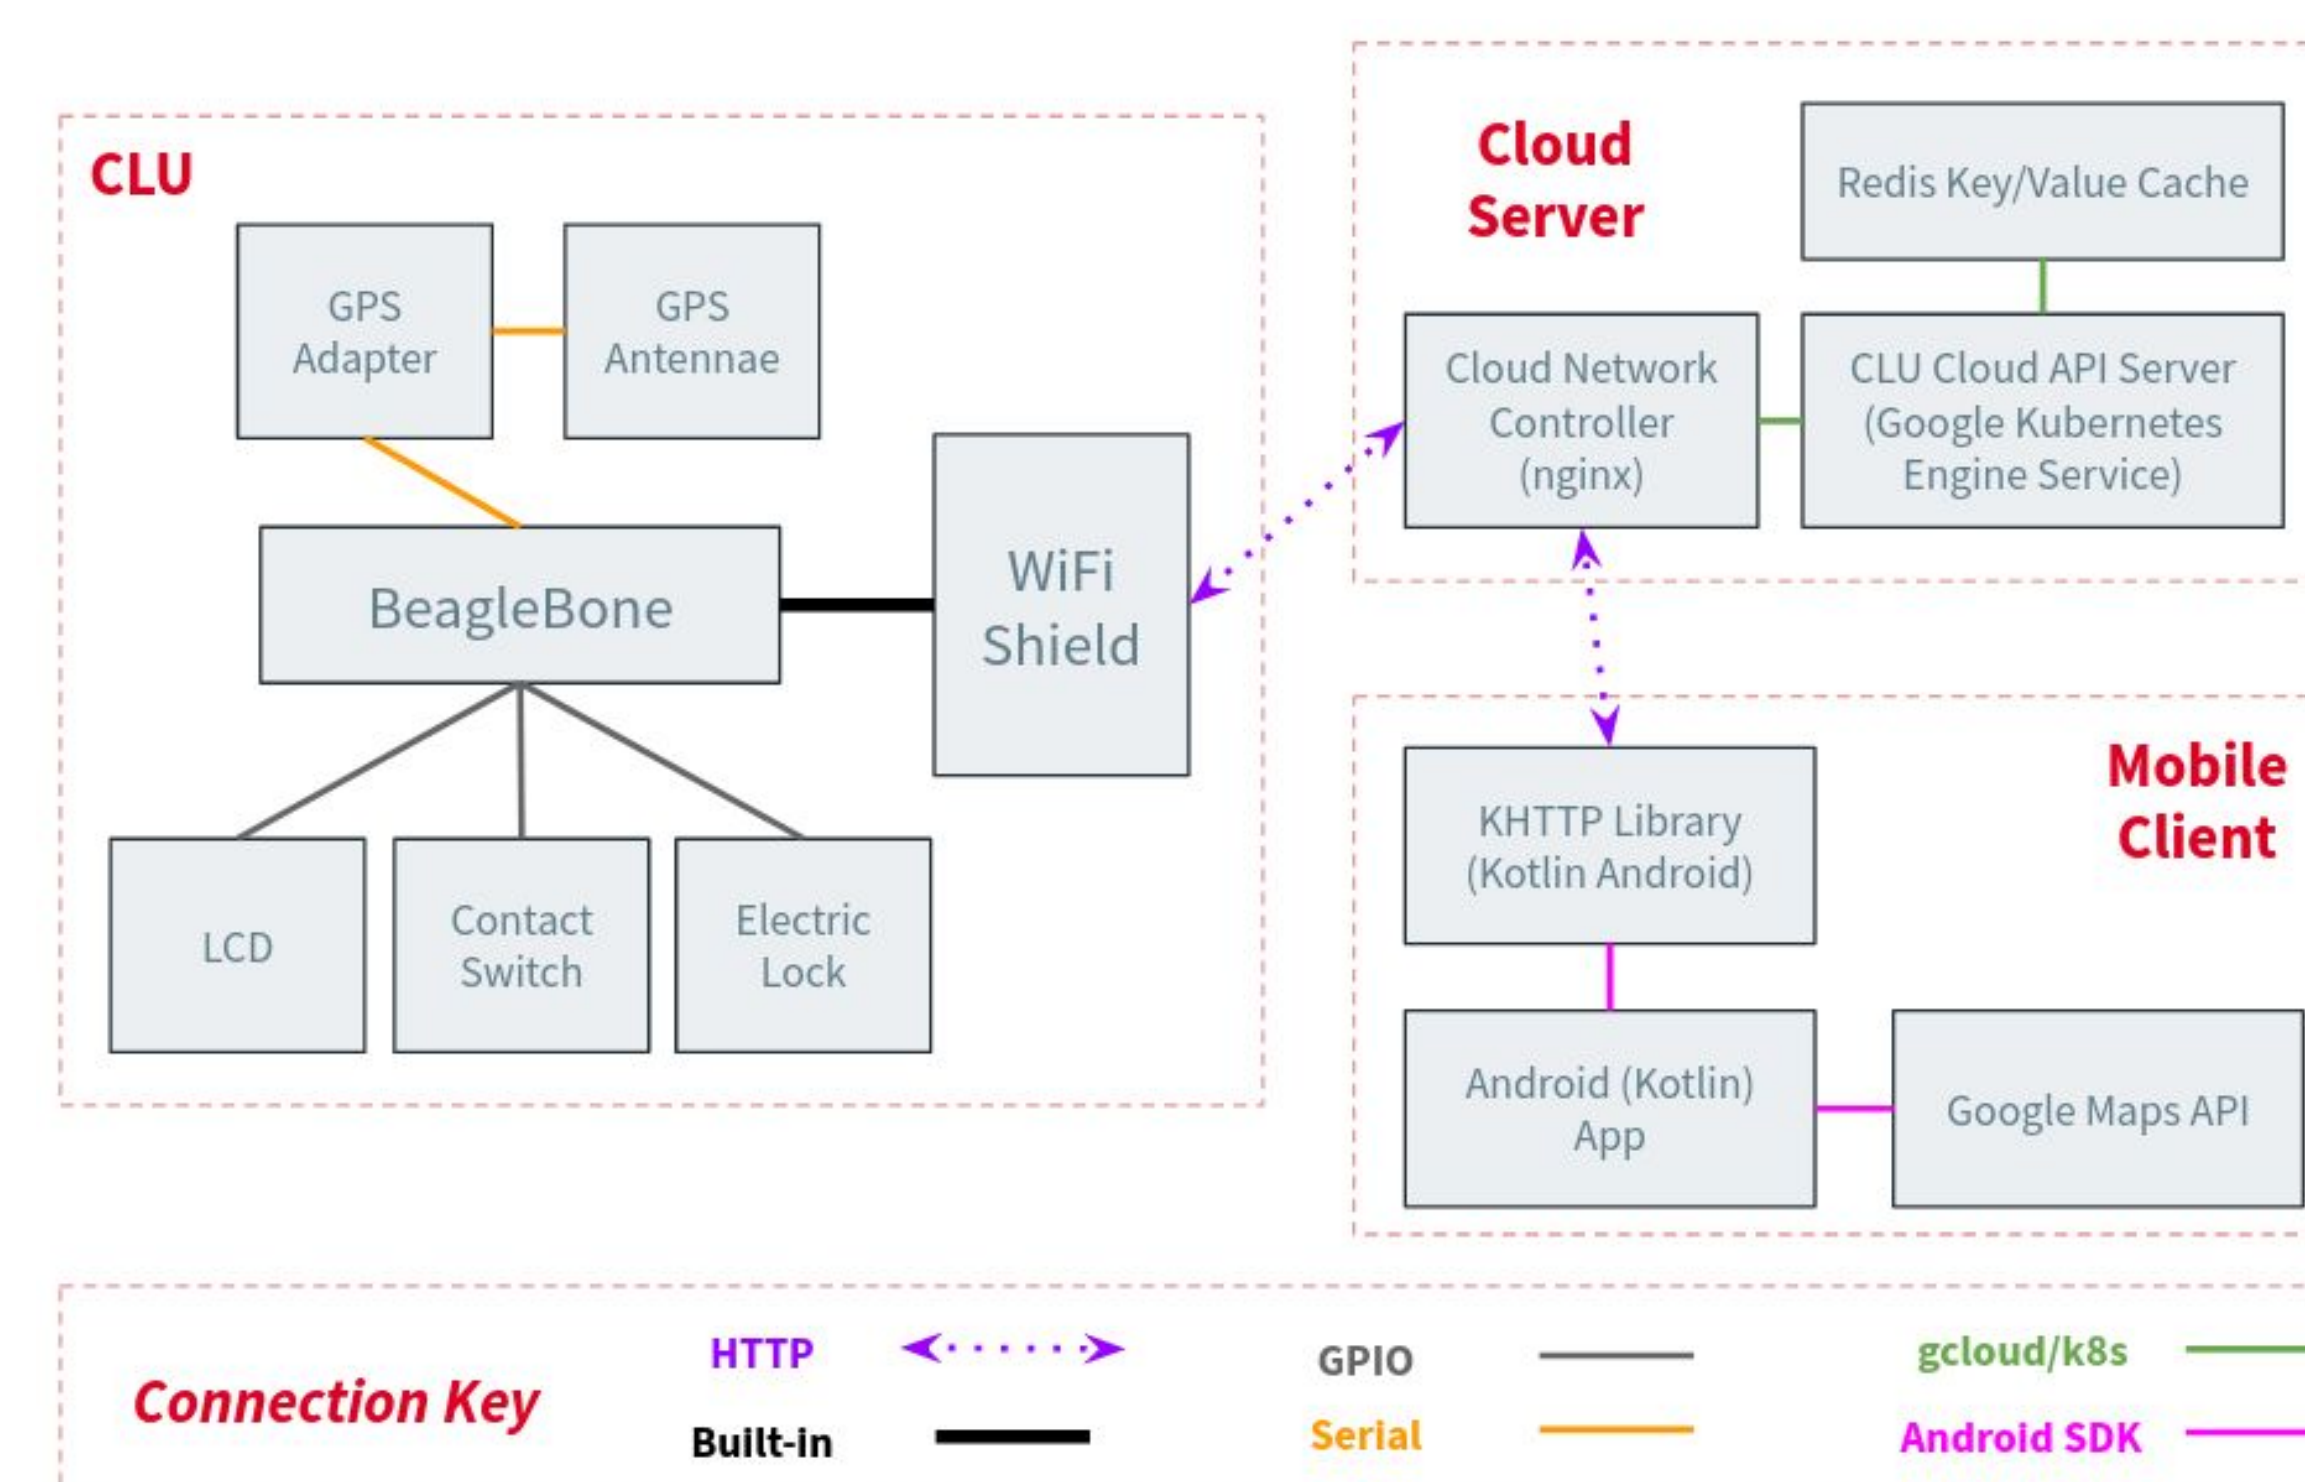 CLU
GPS
Adapter
GPS
Antennae
BeagleBone
WiFi
Shield
LCD
Contact
Switch
Electric
Lock
Cloud
Server
Redis Key/Value Cache
Cloud Network
Controller
(nginx)
CLU Cloud API Server
(Google Kubernetes
Engine Service)
Mobile
Client
KHTTP Library
(Kotlin Android)
Android (Kotlin)
App
Google Maps API
Connection Key
HTTP
Built-in
GPIO
Serial
gcloud/k8s
Android SDK